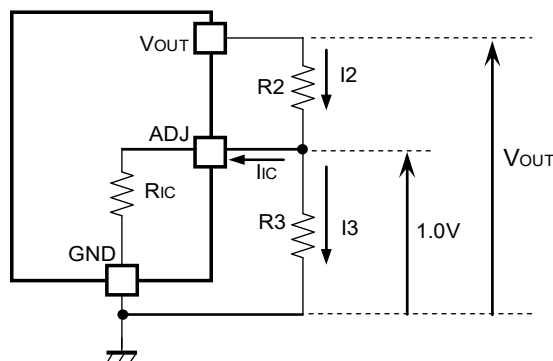 VOUT
R2
I2
ADJ
IIC
VOUT
RIC
R3
I3
1.0V
GND